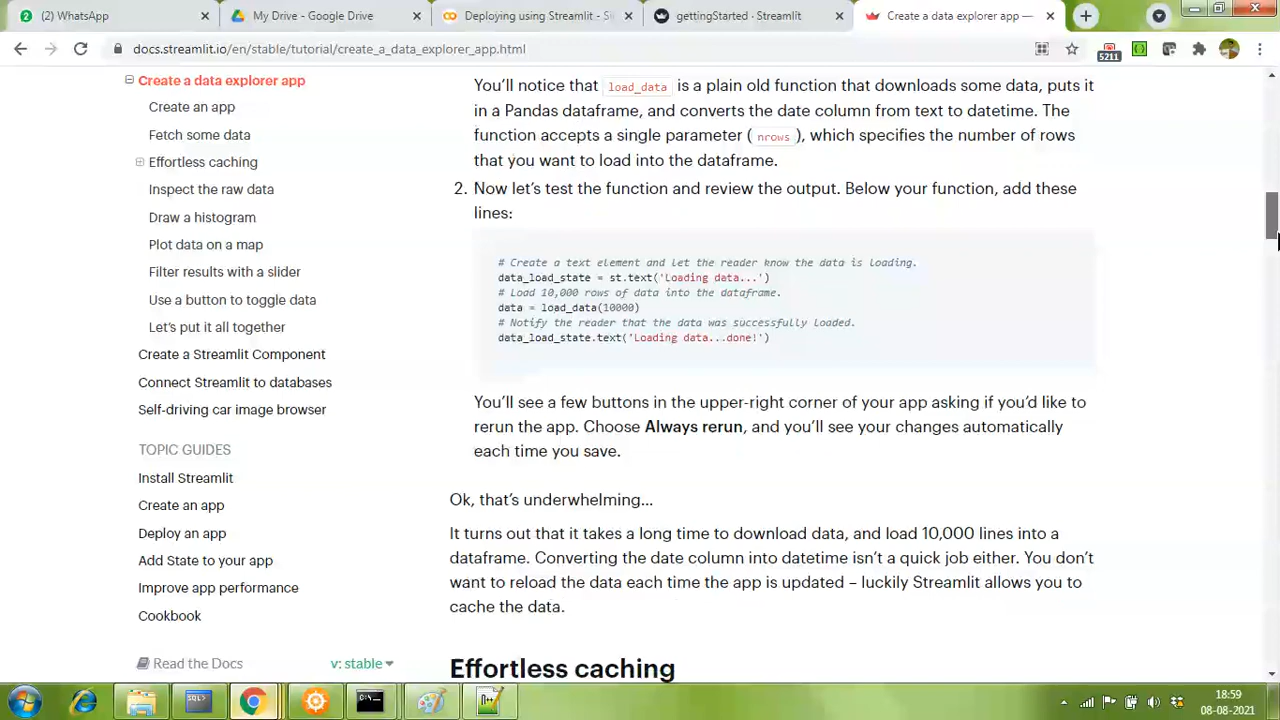 (2) WhatsApp
My Drive - Google Drive
Deploying using streamlit - S
gettingStarted · Streamlit
Create a data explorer app —
docs.streamlit.io/en/stable/tutorial/create_a_data_explorer_app.html
5211
Create a data explorer app
Create an app
Fetch some data
Effortless caching
Inspect the raw data
Draw a histogram
Plot data on a map
Filter results with a slider
Use a button to toggle data
Let's put it all together
Create a Streamlit Component
Connect Streamlit to databases
Self-driving car image browser
TOPIC GUIDES
Install Streamlit
Create an app
Deploy an app
Add State to your app
Improve app performance
Cookbook
Read the Docs v: stable
You'll notice that load_data is a plain old function that downloads some data, puts it
in a Pandas dataframe, and converts the date column from text to datetime. The
function accepts a single parameter ( nrows ), which specifies the number of rows
that you want to load into the dataframe.
2. Now let's test the function and review the output. Below your function, add these
lines:
# Create a text element and let the reader know the data is loading.
data_load_state = st.text('Loading data...')
# Load 10,000 rows of data into the dataframe.
data = load_data(10000)
# Notify the reader that the data was successfully loaded.
data_load_state.text('Loading data...done!')
You'll see a few buttons in the upper-right corner of your app asking if you'd like to
rerun the app. Choose Always rerun, and you'll see your changes automatically
each time you save.
Ok, that's underwhelming…
It turns out that it takes a long time to download data, and load 10,000 lines into a
dataframe. Converting the date column into datetime isn't a quick job either. You don't
want to reload the data each time the app is updated – luckily Streamlit allows you to
cache the data.
Effortless caching
18:59
08-08-2021